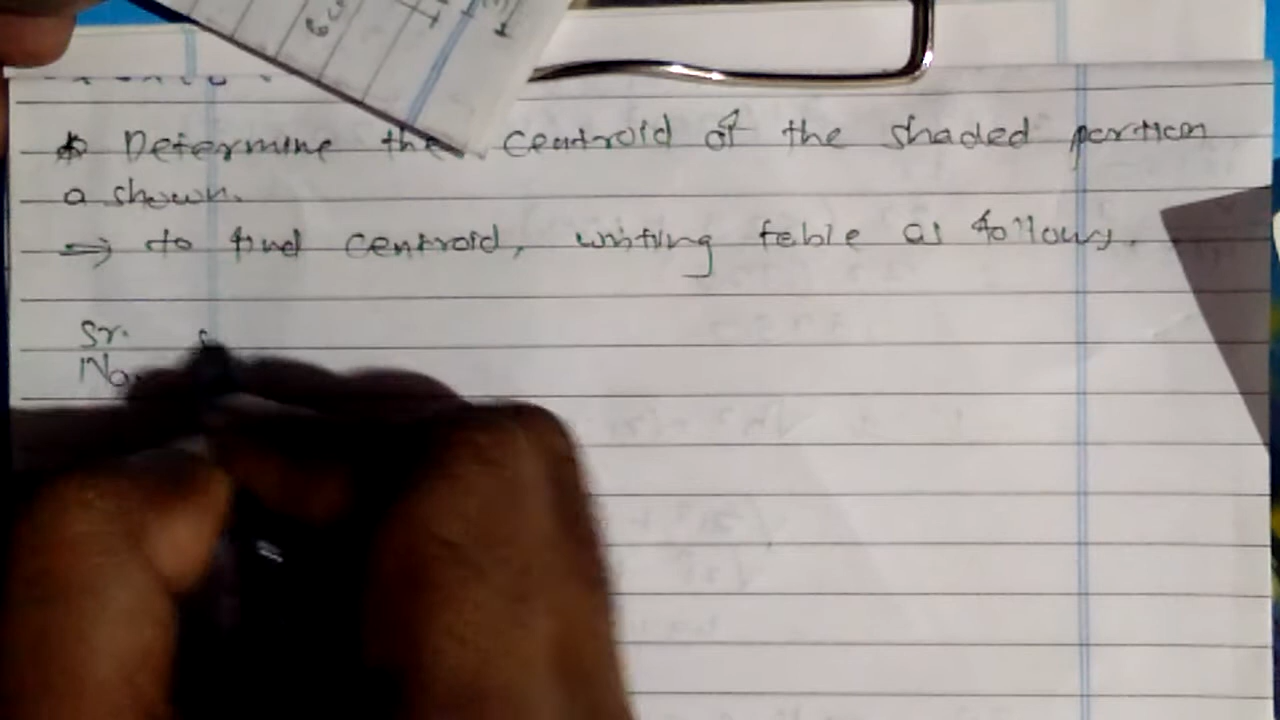 Determine the centroid of the shaded portion
a shown.
⇒ to find centroid, writing table as follows.
Sr.
No.